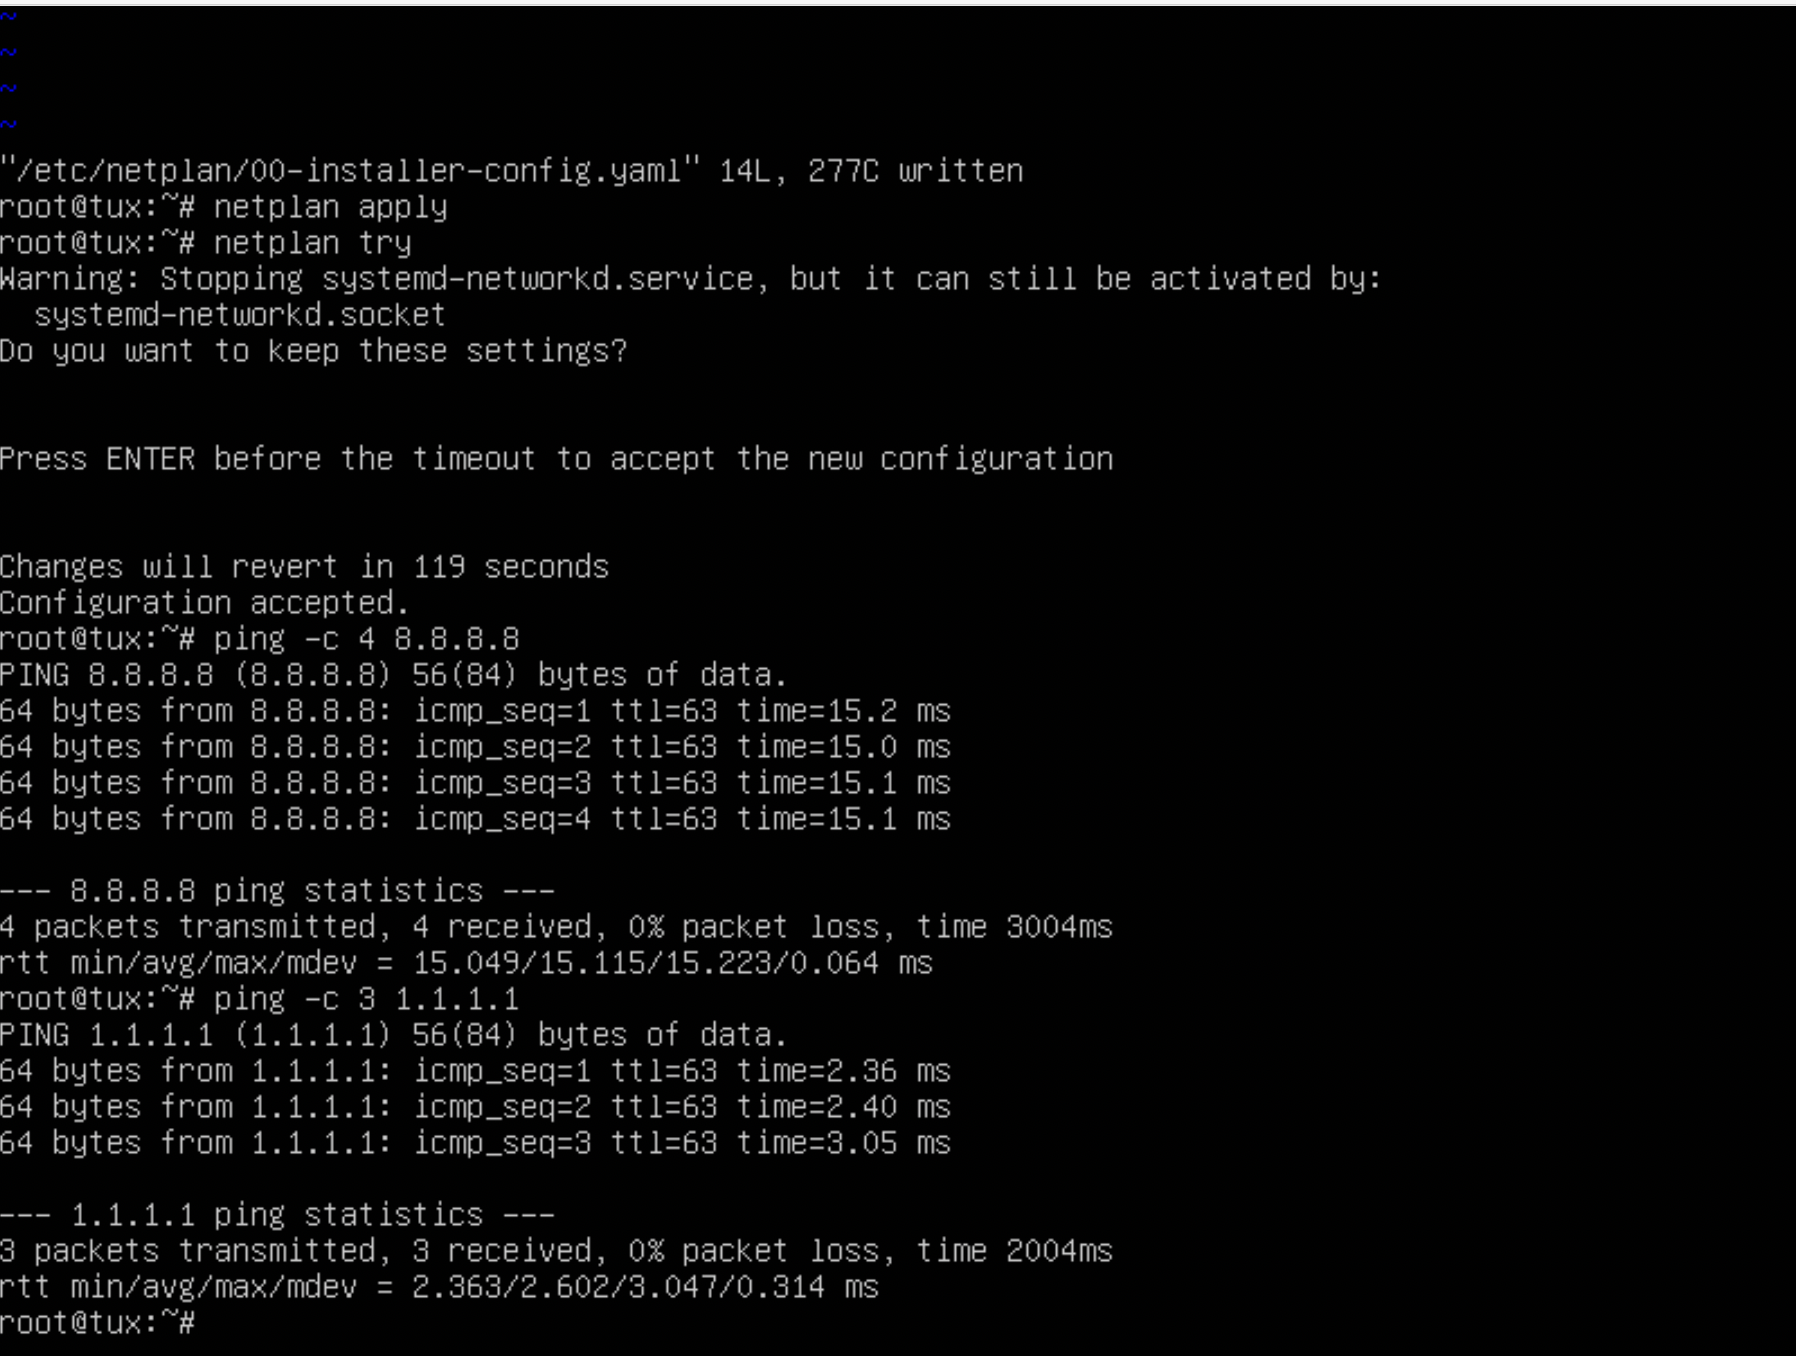 ~
~
~
~
"/etc/netplan/00-installer-config.yaml" 14L, 277C written
root@tux:~# netplan apply
root@tux:~# netplan try
Warning: Stopping systemd-networkd.service, but it can still be activated by:
  systemd-networkd.socket
Do you want to keep these settings?
Press ENTER before the timeout to accept the new configuration
Changes will revert in 119 seconds
Configuration accepted.
root@tux:~# ping -c 4 8.8.8.8
PING 8.8.8.8 (8.8.8.8) 56(84) bytes of data.
64 bytes from 8.8.8.8: icmp_seq=1 ttl=63 time=15.2 ms
64 bytes from 8.8.8.8: icmp_seq=2 ttl=63 time=15.0 ms
64 bytes from 8.8.8.8: icmp_seq=3 ttl=63 time=15.1 ms
64 bytes from 8.8.8.8: icmp_seq=4 ttl=63 time=15.1 ms
--- 8.8.8.8 ping statistics ---
4 packets transmitted, 4 received, 0% packet loss, time 3004ms
rtt min/avg/max/mdev = 15.049/15.115/15.223/0.064 ms
root@tux:~# ping -c 3 1.1.1.1
PING 1.1.1.1 (1.1.1.1) 56(84) bytes of data.
64 bytes from 1.1.1.1: icmp_seq=1 ttl=63 time=2.36 ms
64 bytes from 1.1.1.1: icmp_seq=2 ttl=63 time=2.40 ms
64 bytes from 1.1.1.1: icmp_seq=3 ttl=63 time=3.05 ms
--- 1.1.1.1 ping statistics ---
3 packets transmitted, 3 received, 0% packet loss, time 2004ms
rtt min/avg/max/mdev = 2.363/2.602/3.047/0.314 ms
root@tux:~#